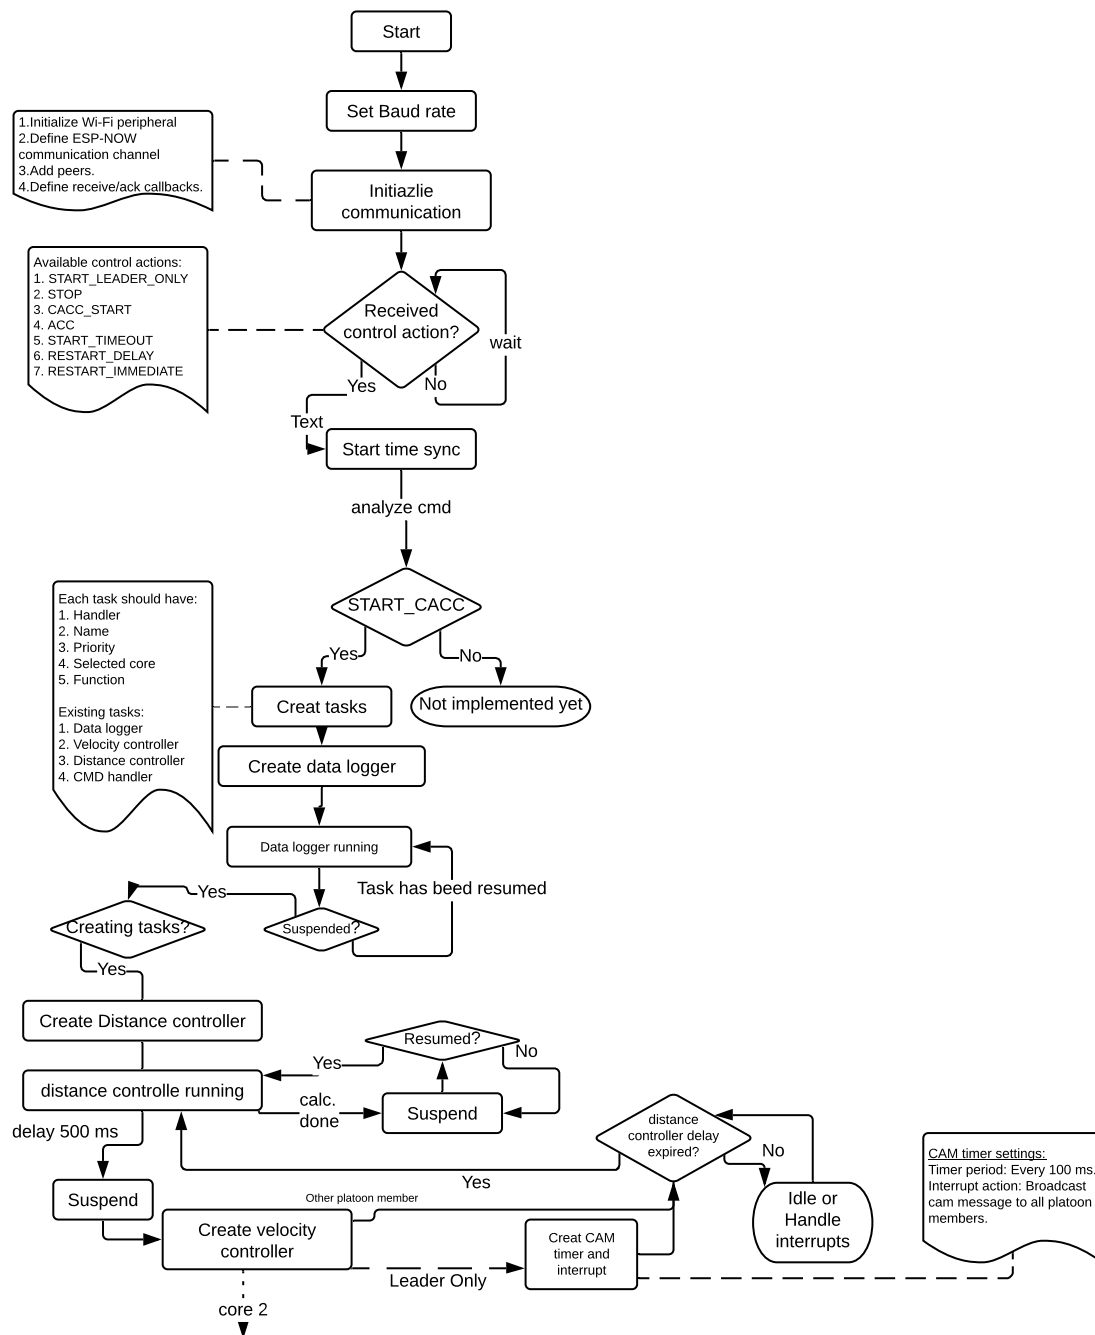 Start
Set Baud rate
1.Initialize Wi-Fi peripheral
2.Define ESP-NOW
communication channel
3.Add peers.
4.Define receive/ack callbacks.
Initiazlie
communication
Available control actions:
1. START_LEADER_ONLY
2. STOP
3. CACC_START
4. ACC
5. START_TIMEOUT
6. RESTART_DELAY
7. RESTART_IMMEDIATE
Received
control action?
wait
Yes
No
Text
Start time sync
analyze cmd
START_CACC
Yes
No
Each task should have:
1. Handler
2. Name
3. Priority
4. Selected core
5. Function
Existing tasks:
1. Data logger
2. Velocity controller
3. Distance controller
4. CMD handler
Creat tasks
Not implemented yet
Create data logger
Data logger running
Task has beed resumed
Yes
Suspended?
Creating tasks?
Yes
Create Distance controller
Resumed?
No
Yes
distance controlle running
calc.
done
Suspend
delay 500 ms
distance
controller delay
expired?
No
Yes
CAM timer settings:
Timer period: Every 100 ms.
Interrupt action: Broadcast
cam message to all platoon
members.
Suspend
Other platoon member
Idle or
Handle
interrupts
Create velocity
controller
Creat CAM
timer and
interrupt
Leader Only
core 2